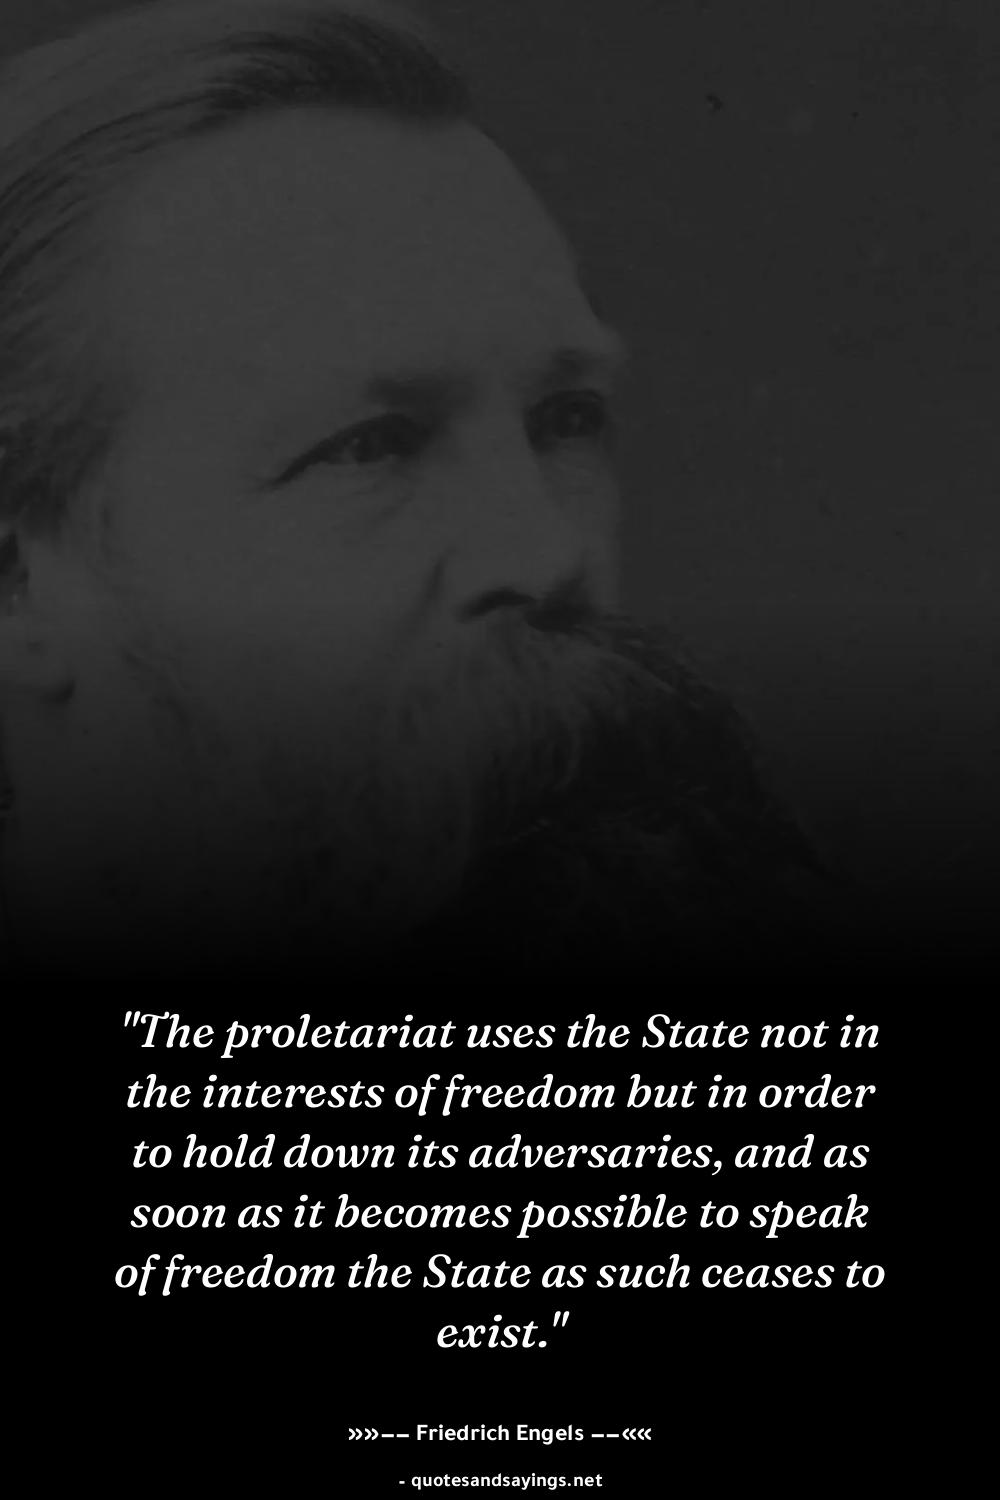 "The proletariat uses the State not in
the interests of freedom but in order
to hold down its adversaries, and as
soon as it becomes possible to speak
of freedom the State as such ceases to
exist."
»»–– Friedrich Engels ––««
- quotesandsayings.net